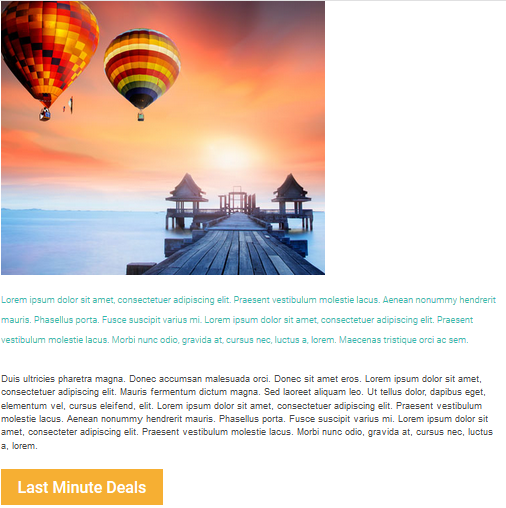 Lorem ipsum dolor sit amet, consectetuer adipiscing elit. Praesent vestibulum molestie lacus. Aenean nonummy hendrerit
mauris. Phasellus porta. Fusce suscipit varius mi. Lorem ipsum dolor sit amet, consectetuer adipiscing elit. Praesent
vestibulum molestie lacus. Morbi nunc odio, gravida at, cursus nec, luctus a, lorem. Maecenas tristique orci ac sem.
Duis ultricies pharetra magna. Donec accumsan malesuada orci. Donec sit amet eros. Lorem ipsum dolor sit amet,
consectetuer adipiscing elit. Mauris fermentum dictum magna. Sed laoreet aliquam leo. Ut tellus dolor, dapibus eget,
elementum vel, cursus eleifend, elit. Lorem ipsum dolor sit amet, consectetuer adipiscing elit. Praesent vestibulum
molestie lacus. Aenean nonummy hendrerit mauris. Phasellus porta. Fusce suscipit varius mi. Lorem ipsum dolor sit
amet, consecteter adipiscing elit. Praesent vestibulum molestie lacus. Morbi nunc odio, gravida at, cursus nec, luctus
a, lorem.
Last Minute Deals